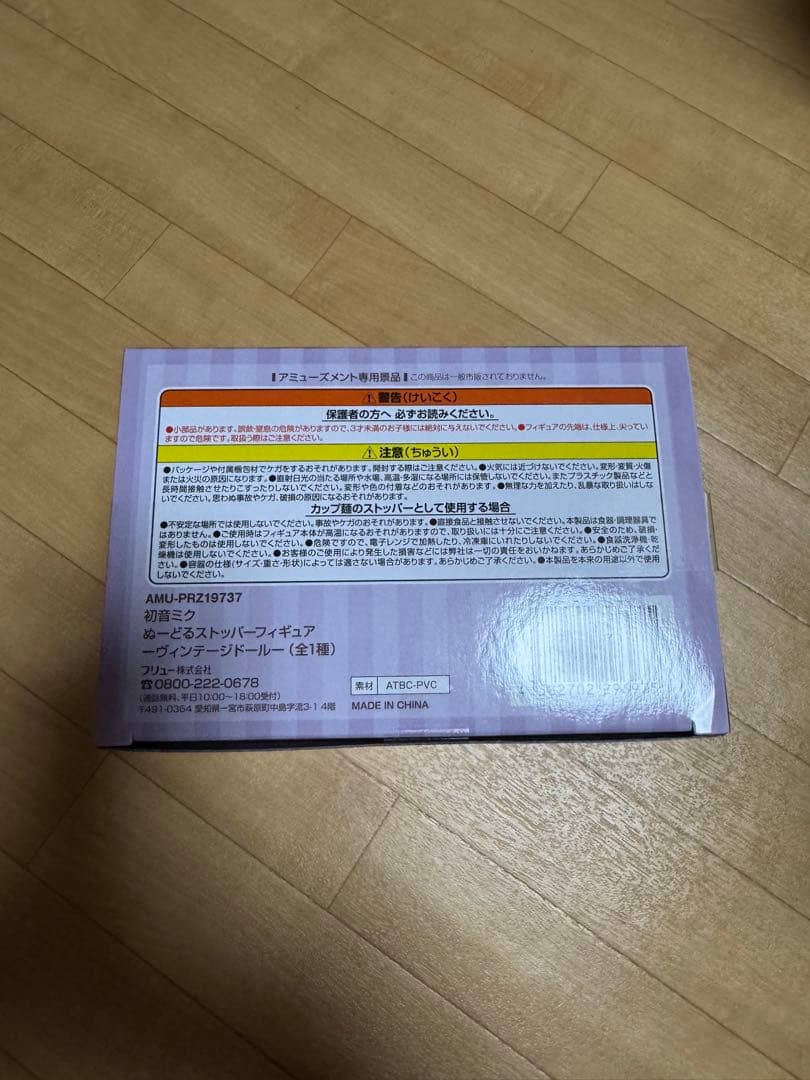 アミューズメント専用景品 この商品は一般市販されておりません。
警告(けいこく)
保護者の方へ 必ずお読みください。
●小部品があります。誤飲・窒息の危険がありますので、3才未満のお子様には絶対に与えないでください。●フィギュアの先端は、仕様上、尖ってい
ますので危険です。取扱う際はご注意ください。
注意(ちゅうい)
●パッケージや付属梱包材でケガをするおそれがあります。開封する際はご注意ください。●火気には近づけないでください。変形・変質・火傷
または火災の原因になります。●直射日光の当たる場所や水場、高温・多湿になる場所には保管しないでください。またプラスチック製品などと
長時間接触させたりこすったりしないでください。変形や色の付着などのおそれがあります。●無理な力を加えたり、乱暴な取り扱いはしな
いでください。思わぬ事故やケガ、破損の原因になるおそれがあります。
カップ麺のストッパーとして使用する場合
●不安定な場所では使用しないでください。事故やケガのおそれがあります。●直接食品と接触させないでください。本製品は食器・調理器具で
はありません。●ご使用時はフィギュア本体が高温になるおそれがありますので、取り扱いには十分にご注意ください。●安全のため、破損・
変形したものは使用しないでください。●危険ですので、電子レンジで加熱したり、冷凍庫にいれたりしないでください。●食器洗浄機・乾
燥機は使用しないでください。●お客様のご使用により発生した損害などには弊社は一切の責任をおいかねます。あらかじめご了承くださ
い。●容器の仕様(サイズ・重さ・形状)によっては適さない場合があります。あらかじめご了承ください。●本製品を本来の用途以外で使用
しないでください。
AMU-PRZ19737
初音ミク
ぬーどるストッパーフィギュア
ーヴィンテージドールー(全1種)
フリュー株式会社
☎0800-222-0678
(通話無料、平日10:00～18:00受付)
〒491-0364 愛知県一宮市萩原町中島字流3-1 4階
素材 ATBC-PVC
MADE IN CHINA